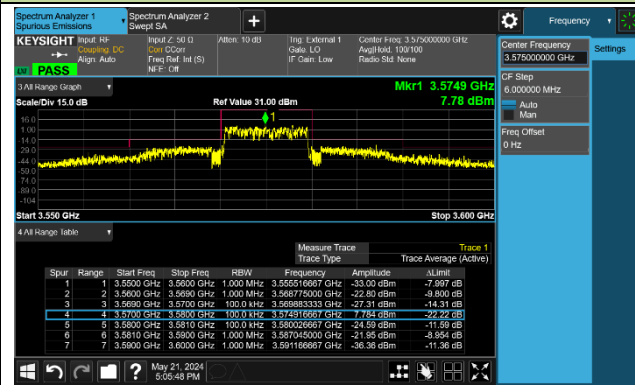 Spectrum Analyzer 1
Spurious Emissions
Spectrum Analyzer 2
Swept SA
Frequency
KEYSIGHT
Input: RF
Coupling: DC
Align: Auto
Input Z: 50 Ω
Corr CCorr
Freq Ref: Int (S)
NFE: Off
Atten: 10 dB
Trig: External 1
Gate: LO
IF Gain: Low
Center Freq: 3.575000000 GHz
Avg|Hold: 100/100
Radio Std: None
PASS
Center Frequency
3.575000000 GHz
Settings
CF Step
6.000000 MHz
Auto
Man
Freq Offset
0 Hz
3 All Range Graph
Mkr1 3.5749 GHz
Scale/Div 15.0 dB
Ref Value 31.00 dBm
7.78 dBm
1
16.0
1.00
-14.0
-29.0
-44.0
-59.0
-74.0
-89.0
-104
Start 3.550 GHz
Stop 3.600 GHz
4 All Range Table
Measure Trace Trace 1
Trace Type Trace Average (Active)
Spur Range Start Freq Stop Freq RBW Frequency Amplitude ΔLimit
1 1 3.5500 GHz 3.5600 GHz 1.000 MHz 3.555516667 GHz -33.00 dBm -7.997 dB
2 2 3.5600 GHz 3.5690 GHz 1.000 MHz 3.568775000 GHz -22.80 dBm -9.800 dB
3 3 3.5690 GHz 3.5700 GHz 100.0 kHz 3.569883333 GHz -27.31 dBm -14.31 dB
4 4 3.5700 GHz 3.5800 GHz 100.0 kHz 3.574916667 GHz 7.784 dBm -22.22 dB
5 5 3.5800 GHz 3.5810 GHz 100.0 kHz 3.580026667 GHz -24.59 dBm -11.59 dB
6 6 3.5810 GHz 3.5900 GHz 1.000 MHz 3.587045000 GHz -21.95 dBm -8.954 dB
7 7 3.5900 GHz 3.6000 GHz 1.000 MHz 3.591166667 GHz -36.36 dBm -11.36 dB
May 21, 2024
5:05:48 PM